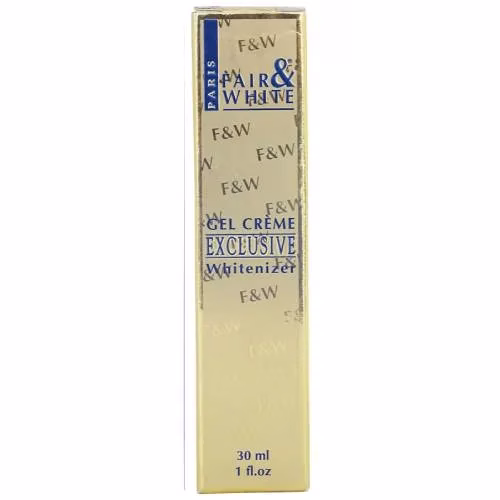 F&W
PARIS
FAIR &
WHITE
F&W
F&W
F&W
F&W
GEL CRÈME
EXCLUSIVE
Whitenizer
F&W
F&W
F&W
F&W
30 ml
1 fl.oz